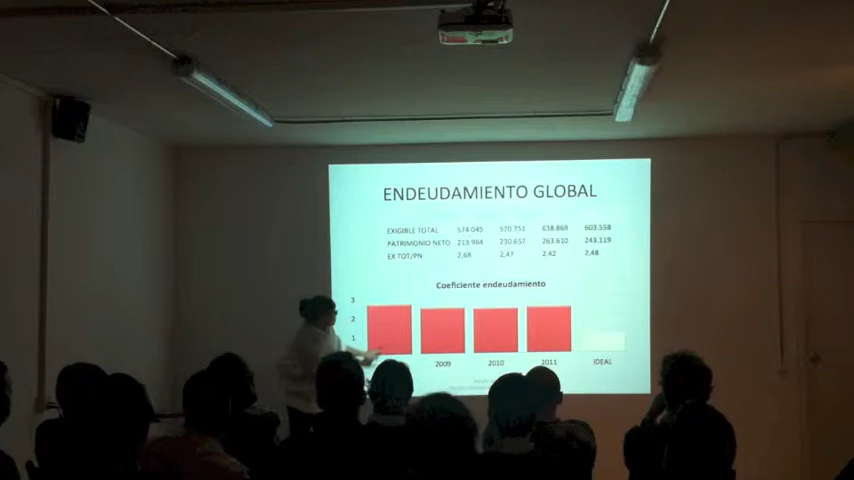 ENDEUDAMIENTO GLOBAL
EXIGIBLE TOTAL 574.045 570.751 638.869 603.558
PATRIMONIO NETO 213.964 230.657 263.610 243.119
EX TOT/PN 2,68 2,47 2,42 2,48
Coeficiente endeudamiento
3
2
1
2009 2010 2011 IDEAL